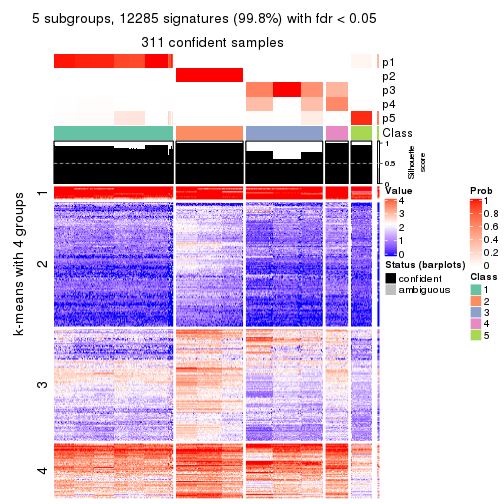 5 subgroups, 12285 signatures (99.8%) with fdr < 0.05
311 confident samples
p1
p2
p3
p4
p5
Class
1
0.5
0
Silhouette
score
k-means with 4 groups
1
2
3
4
Value
4
3
2
1
0
Status (barplots)
confident
ambiguous
Prob
1
0.8
0.6
0.4
0.2
0
Class
1
2
3
4
5